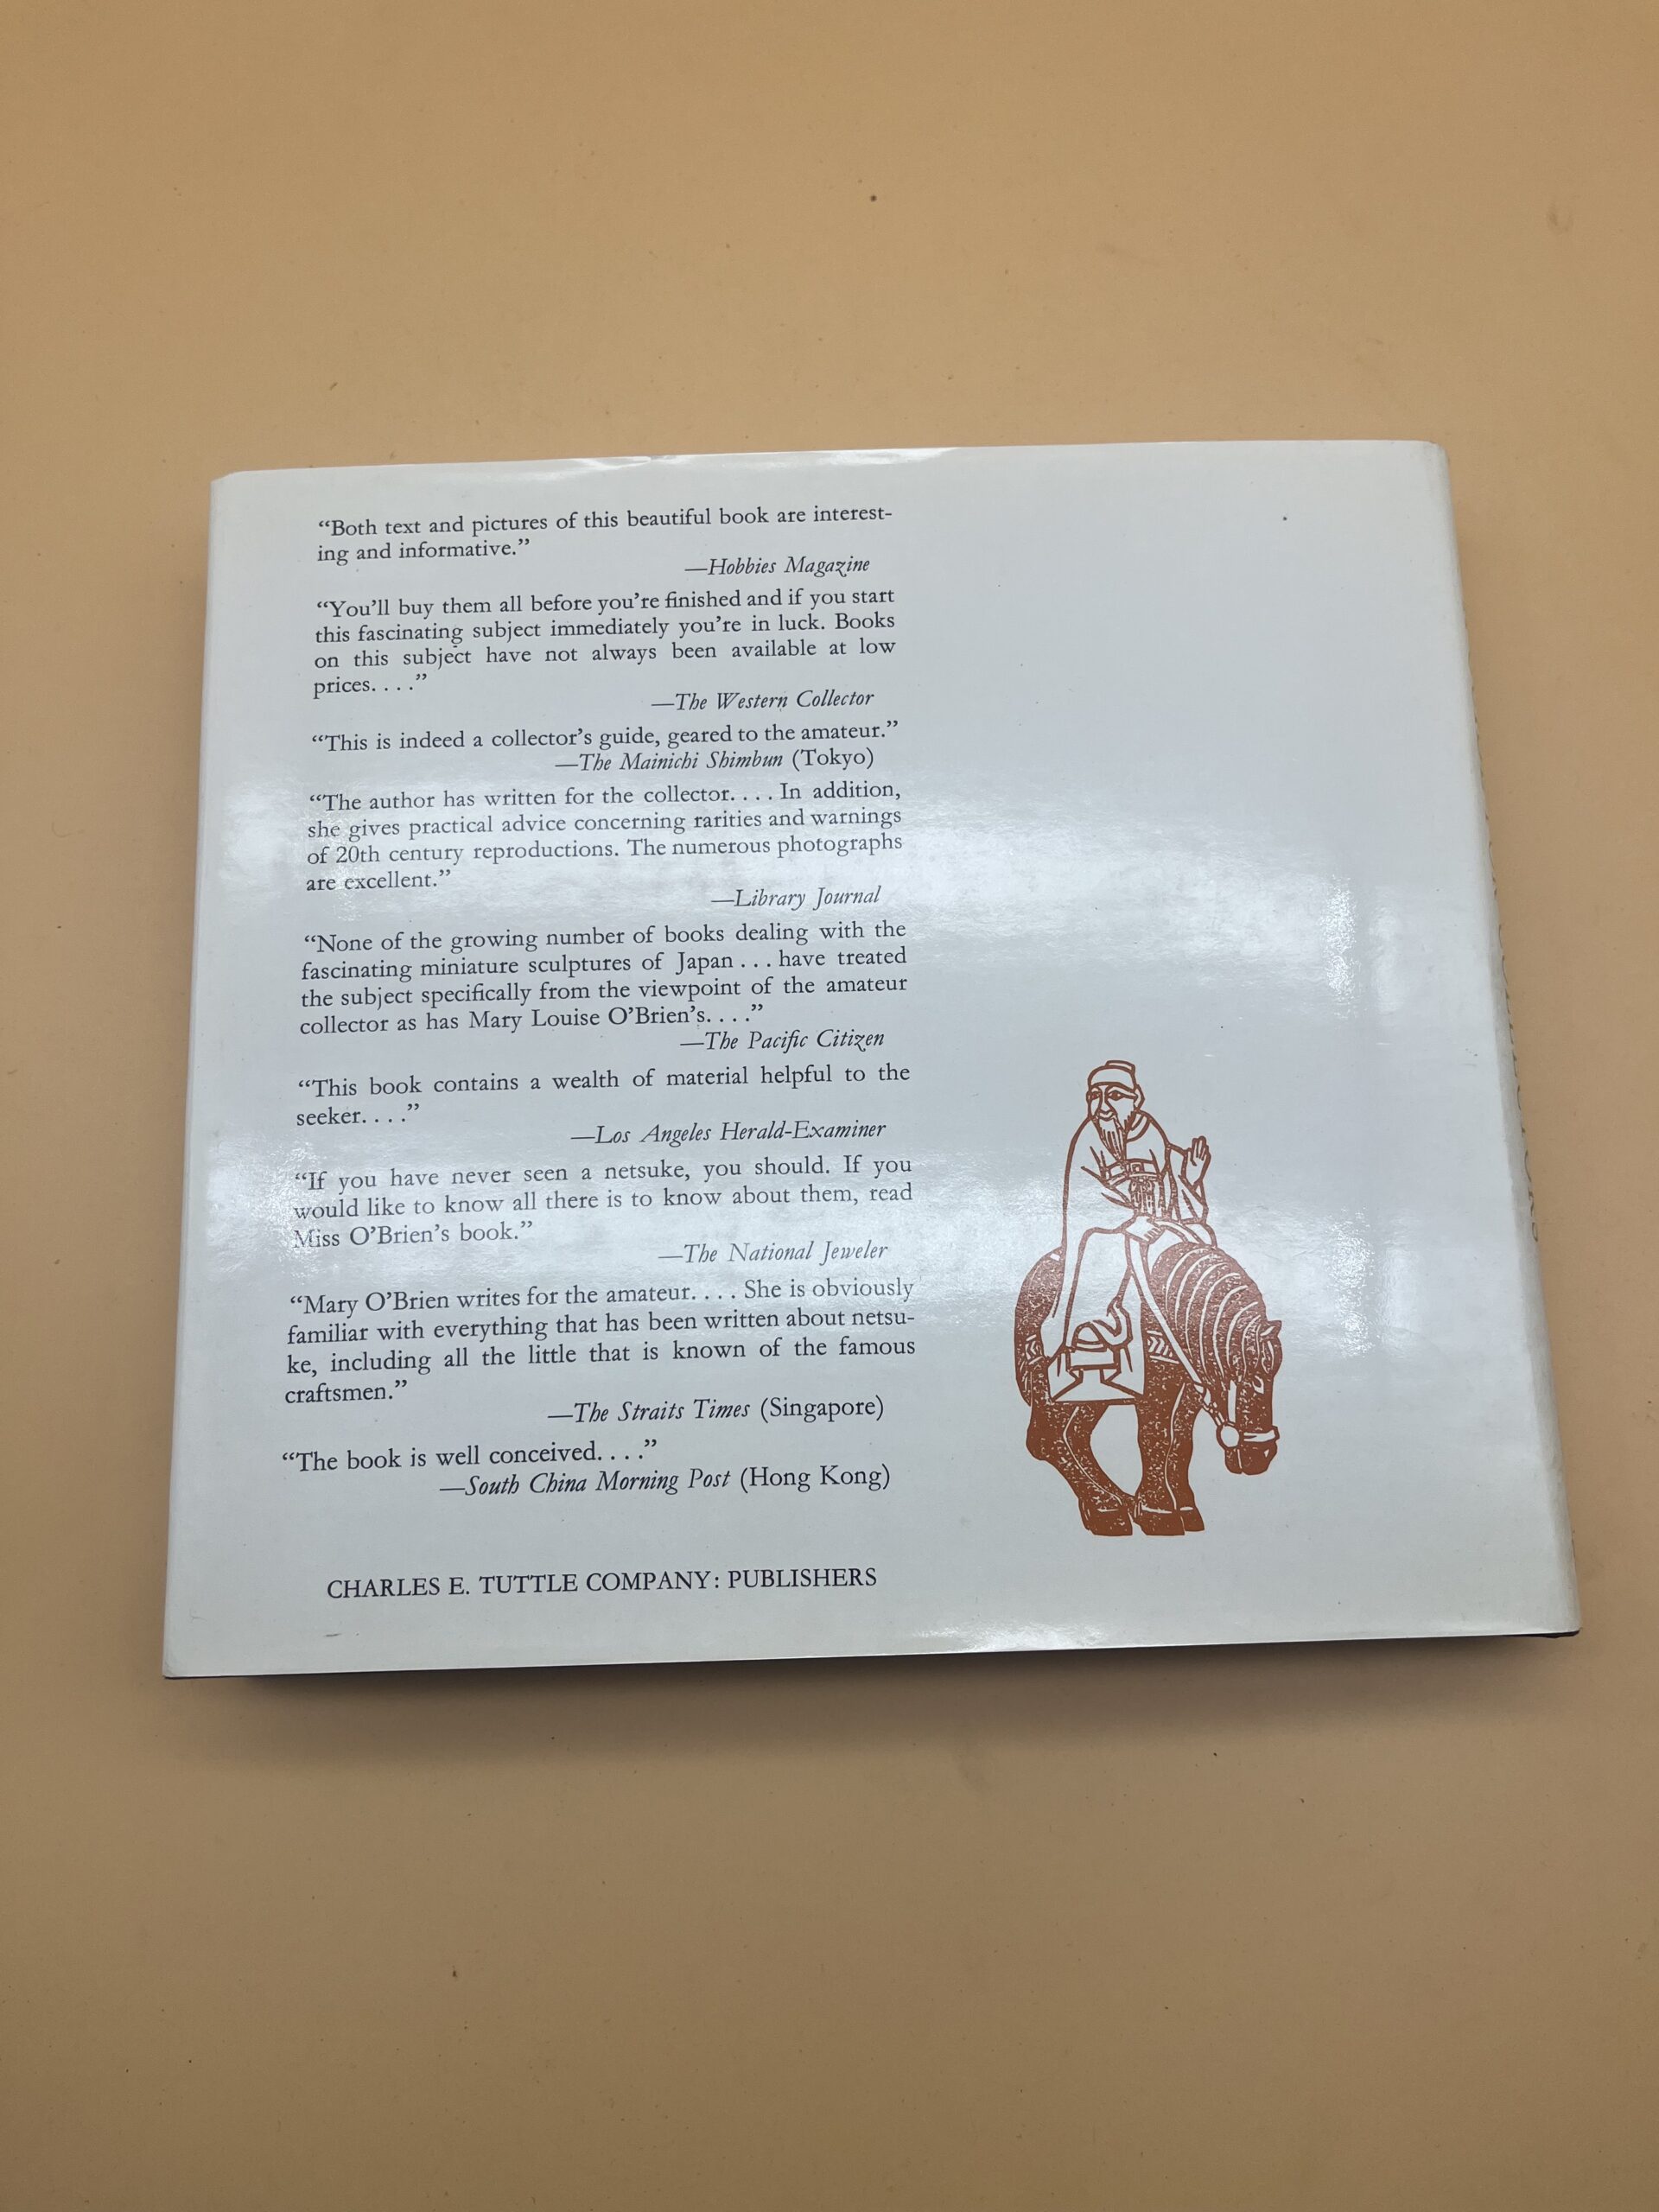 “Both text and pictures of this beautiful book are interest-
ing and informative.”
—Hobbies Magazine
“You’ll buy them all before you’re finished and if you start
this fascinating subject immediately you’re in luck. Books
on this subject have not always been available at low
prices. . . .”
—The Western Collector
“This is indeed a collector’s guide, geared to the amateur.”
—The Mainichi Shimbun (Tokyo)
“The author has written for the collector. . . . In addition,
she gives practical advice concerning rarities and warnings
of 20th century reproductions. The numerous photographs
are excellent.”
—Library Journal
“None of the growing number of books dealing with the
fascinating miniature sculptures of Japan . . . have treated
the subject specifically from the viewpoint of the amateur
collector as has Mary Louise O’Brien’s. . . .”
—The Pacific Citizen
“This book contains a wealth of material helpful to the
seeker. . . .”
—Los Angeles Herald-Examiner
“If you have never seen a netsuke, you should. If you
would like to know all there is to know about them, read
Miss O’Brien’s book.”
—The National Jeweler
“Mary O’Brien writes for the amateur. . . . She is obviously
familiar with everything that has been written about netsu-
ke, including all the little that is known of the famous
craftsmen.”
—The Straits Times (Singapore)
“The book is well conceived. . . .”
—South China Morning Post (Hong Kong)
CHARLES E. TUTTLE COMPANY: PUBLISHERS